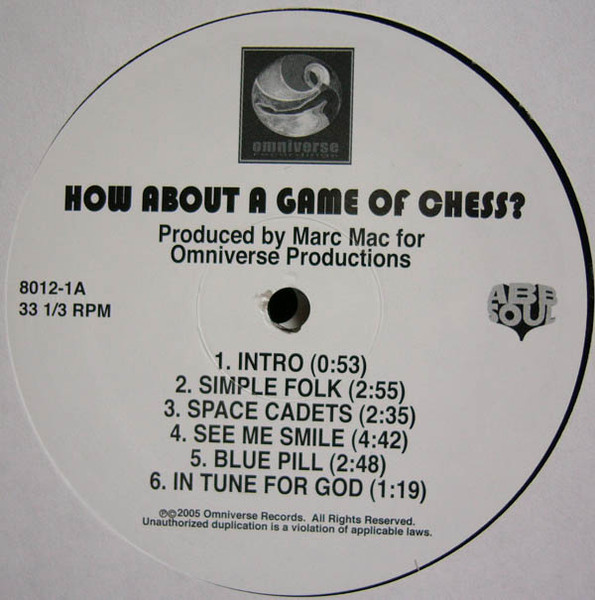 omniverse
HOW ABOUT A GAME OF CHESS?
Produced by Marc Mac for
Omniverse Productions
8012-1A
33 1/3 RPM
ABB
SOUL
1. INTRO (0:53)
2. SIMPLE FOLK (2:55)
3. SPACE CADETS (2:35)
4. SEE ME SMILE (4:42)
5. BLUE PILL (2:48)
6. IN TUNE FOR GOD (1:19)
℗©2005 Omniverse Records. All Rights Reserved.
Unauthorized duplication is a violation of applicable laws.